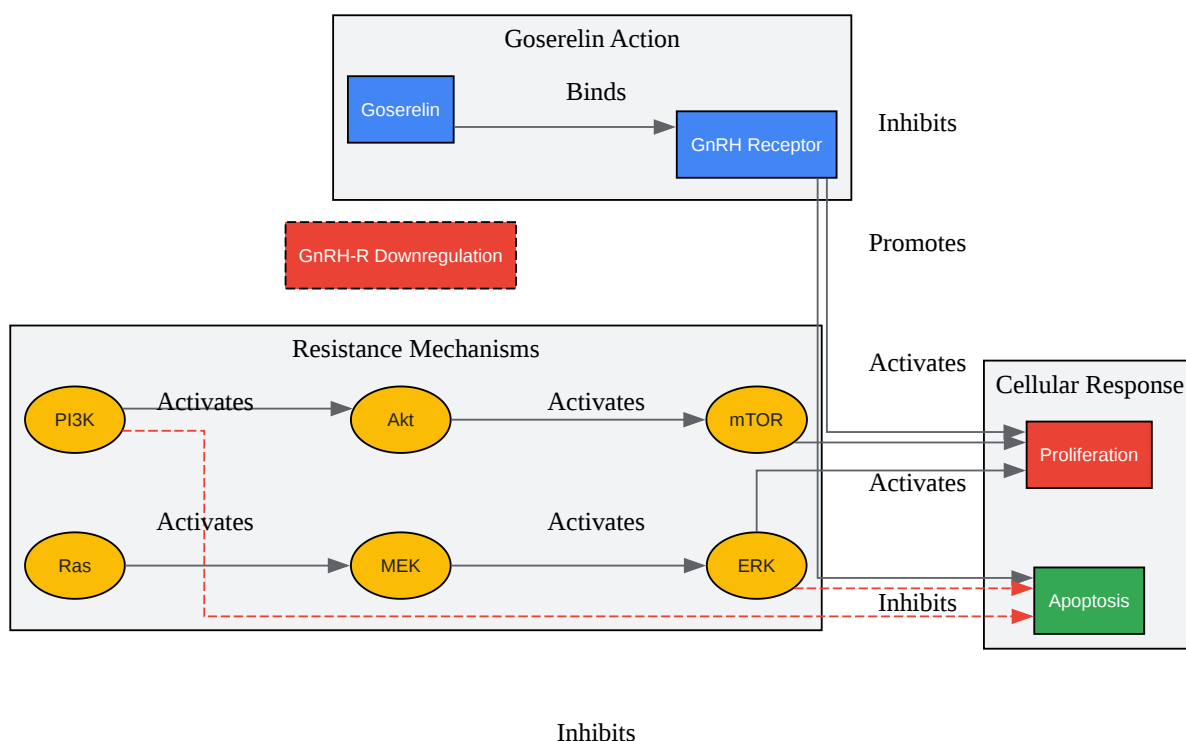 Goserelin Action
Goserelin
Binds
GnRH Receptor
Inhibits
Promotes
GnRH-R Downregulation
Resistance Mechanisms
Activates
Cellular Response
PI3K
Activates
Akt
Activates
mTOR
Proliferation
Activates
Ras
Activates
MEK
Activates
ERK
Inhibits
Apoptosis
Inhibits